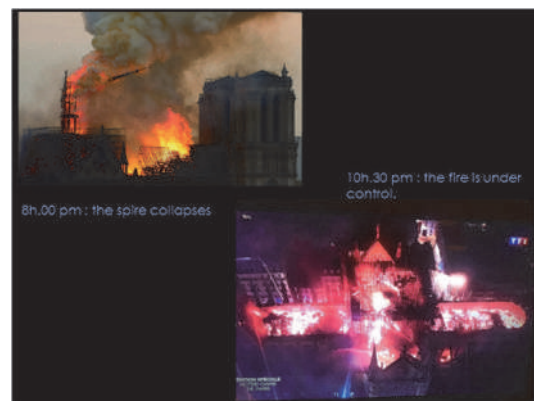 8h.00 pm : the spire collapses
10h.30 pm : the fire is under
control.
TF1